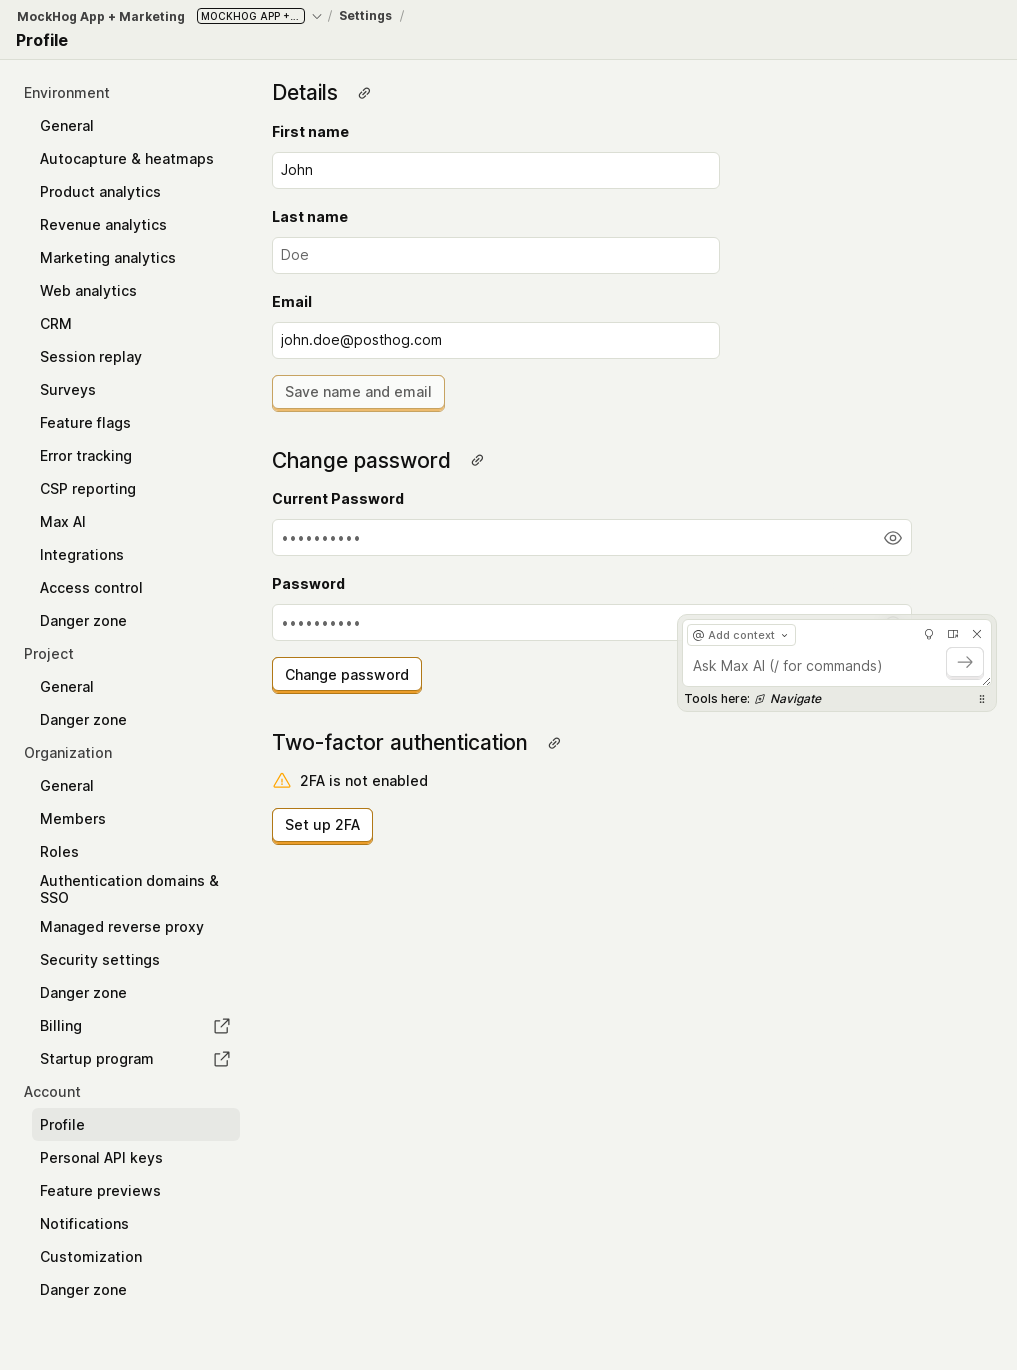 MockHog App + Marketing MOCKHOG APP +... / Settings /
Profile
Environment
General
Autocapture & heatmaps
Product analytics
Revenue analytics
Marketing analytics
Web analytics
CRM
Session replay
Surveys
Feature flags
Error tracking
CSP reporting
Max AI
Integrations
Access control
Danger zone
Project
General
Danger zone
Organization
General
Members
Roles
Authentication domains &
SSO
Managed reverse proxy
Security settings
Danger zone
Billing
Startup program
Account
Profile
Personal API keys
Feature previews
Notifications
Customization
Danger zone
Details
First name
John
Last name
Doe
Email
john.doe@posthog.com
Save name and email
Change password
Current Password
••••••••••
Password
••••••••••
Change password
Two-factor authentication
2FA is not enabled
Set up 2FA
@ Add context
Ask Max AI (/ for commands)
Tools here: Navigate